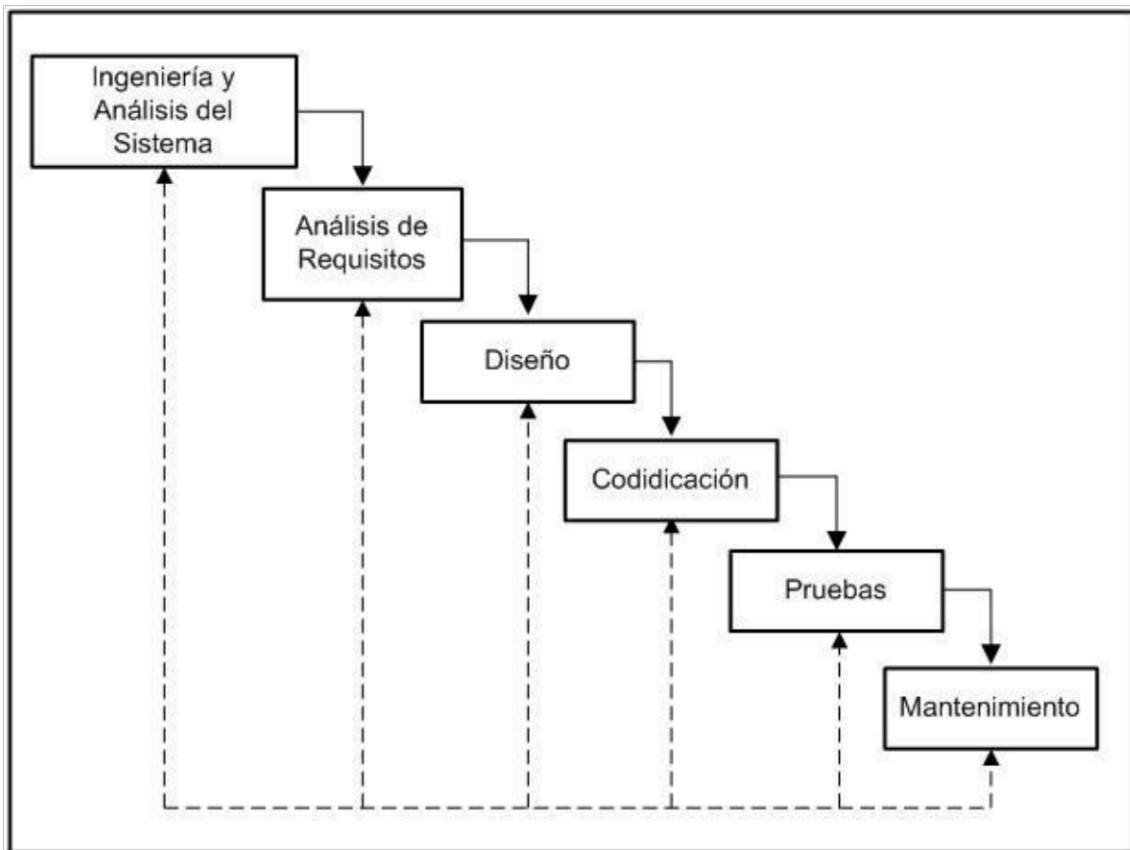 Ingeniería y
Análisis del
Sistema
Análisis de
Requisitos
Diseño
Codidicación
Pruebas
Mantenimiento